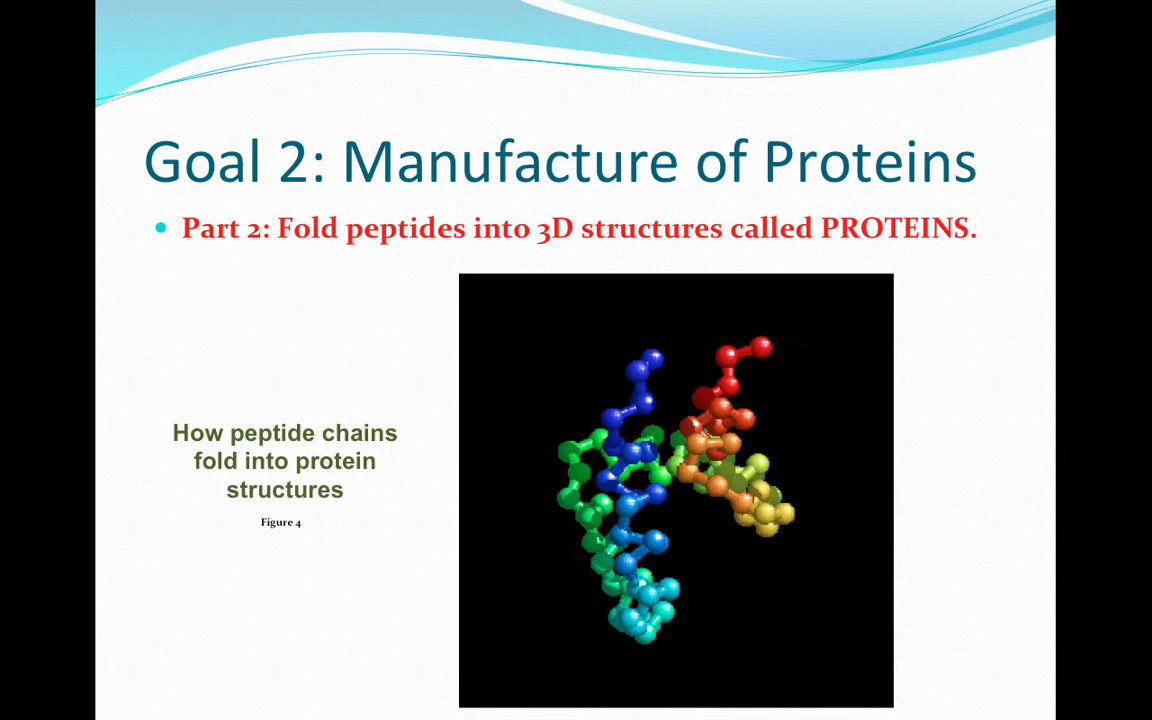 Goal 2: Manufacture of Proteins
• Part 2: Fold peptides into 3D structures called PROTEINS.
How peptide chains
fold into protein
structures
Figure 4